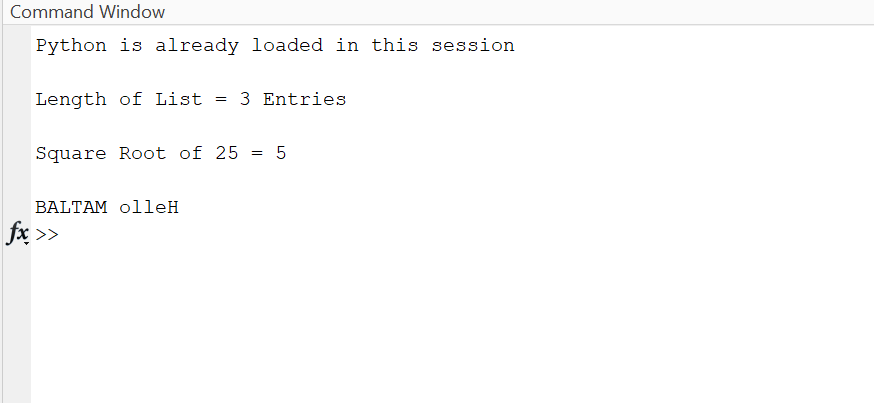 Command Window
Python is already loaded in this session
Length of List = 3 Entries
Square Root of 25 = 5
BALTAM olleH
fx >>